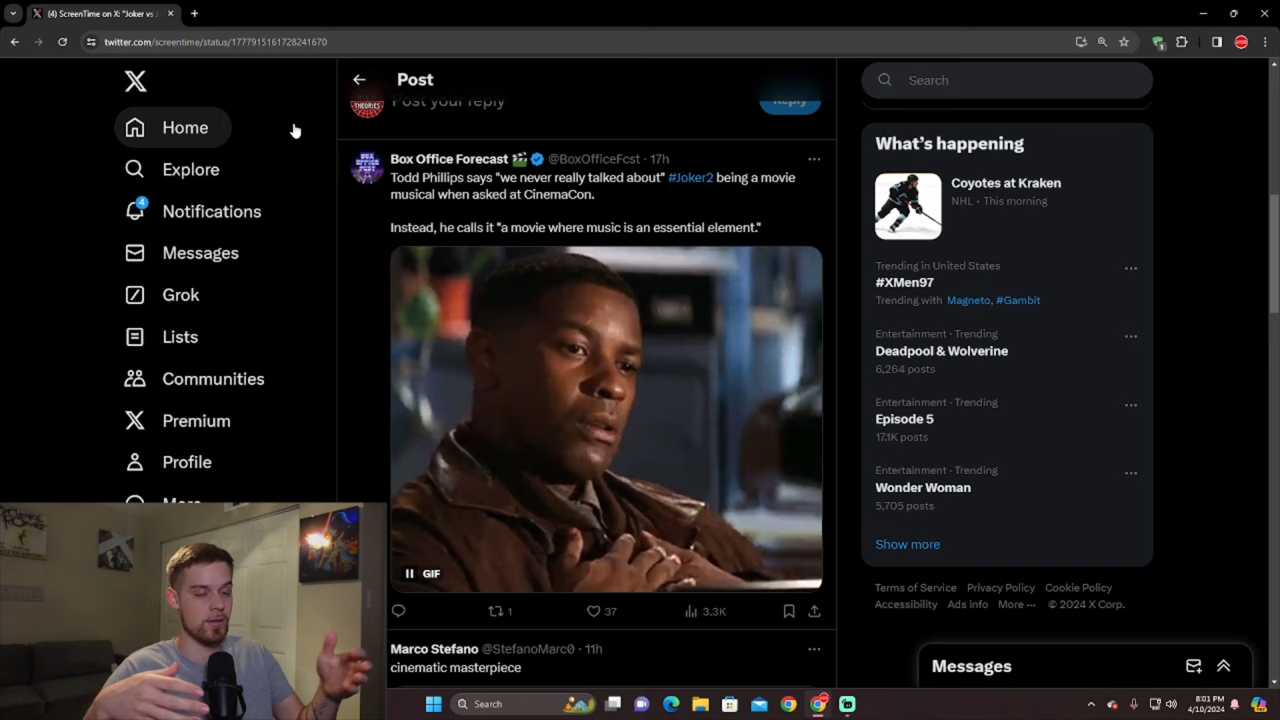 (4) ScreenTime on X: "Joker vs J
twitter.com/screentime/status/1777915161728241670
Home
Explore
4
Notifications
Messages
Grok
Lists
Communities
Premium
Profile
More
Post
THEORIES
Post your reply
Reply
BOX OFFICE FCST
Box Office Forecast @BoxOfficeFcst · 17h
Todd Phillips says "we never really talked about" #Joker2 being a movie
musical when asked at CinemaCon.
Instead, he calls it "a movie where music is an essential element."
GIF
1
37
3.3K
Marco Stefano @StefanoMarc0 · 11h
cinematic masterpiece
Search
What's happening
Coyotes at Kraken
NHL · This morning
Trending in United States
#XMen97
Trending with Magneto, #Gambit
Entertainment · Trending
Deadpool & Wolverine
6,264 posts
Entertainment · Trending
Episode 5
17.1K posts
Entertainment · Trending
Wonder Woman
5,705 posts
Show more
Terms of Service Privacy Policy Cookie Policy
Accessibility Ads info More ··· © 2024 X Corp.
Messages
Search
8:01 PM
4/10/2024